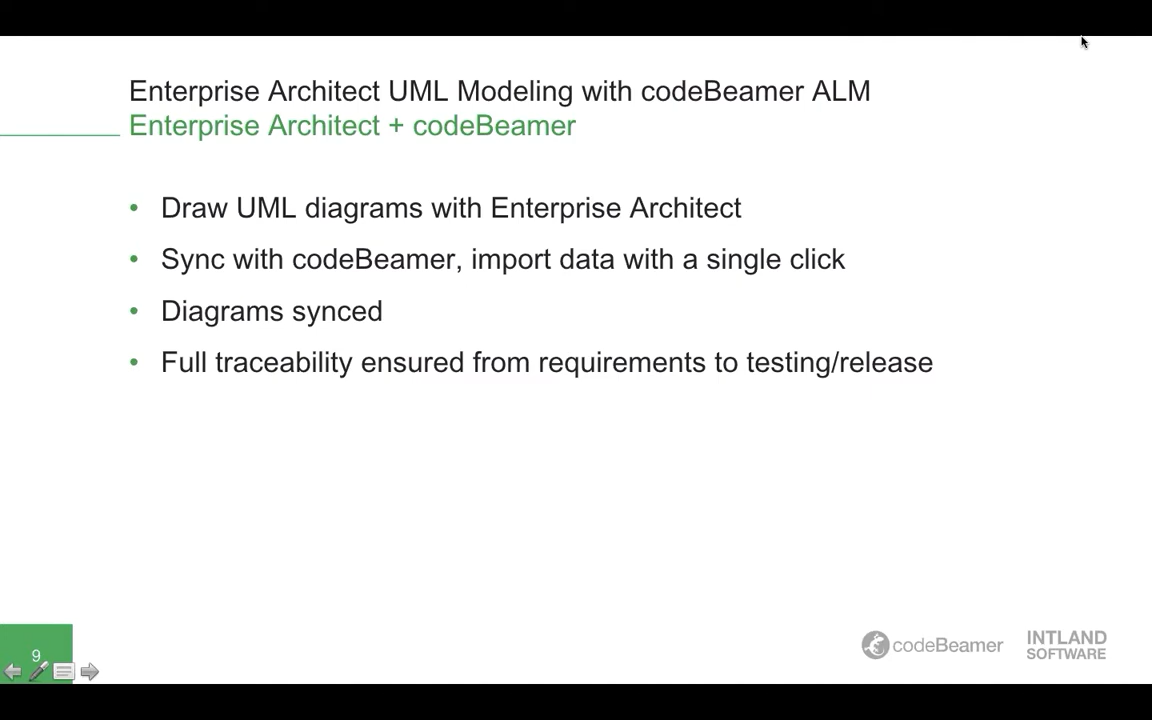 Enterprise Architect UML Modeling with codeBeamer ALM
Enterprise Architect + codeBeamer
• Draw UML diagrams with Enterprise Architect
• Sync with codeBeamer, import data with a single click
• Diagrams synced
• Full traceability ensured from requirements to testing/release
9
codeBeamer
INTLAND
SOFTWARE